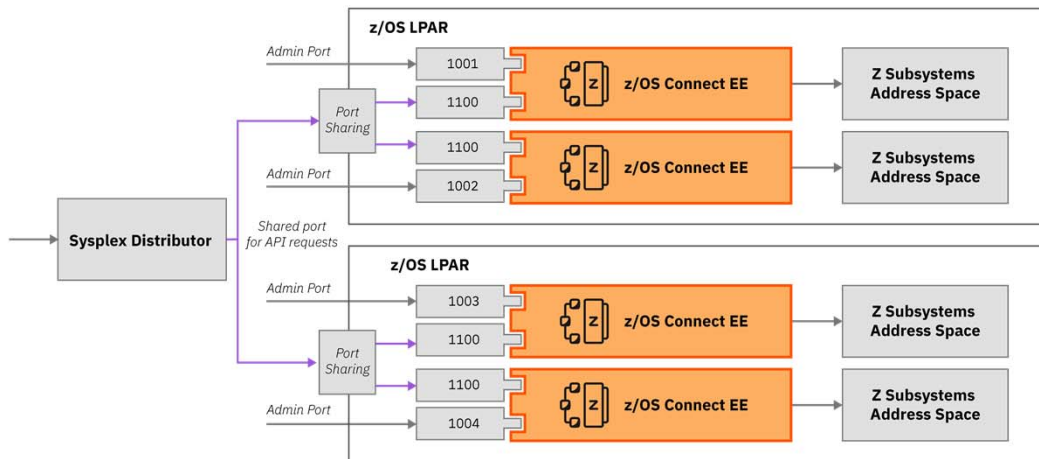 z/OS LPAR
Admin Port
1001
z/OS Connect EE
Z Subsystems
Address Space
1100
Port
Sharing
1100
z/OS Connect EE
Z Subsystems
Address Space
Admin Port
1002
Sysplex Distributor
Shared port
for API requests
z/OS LPAR
Admin Port
1003
z/OS Connect EE
Z Subsystems
Address Space
1100
Port
Sharing
1100
z/OS Connect EE
Z Subsystems
Address Space
Admin Port
1004
Z
Z
Z
Z